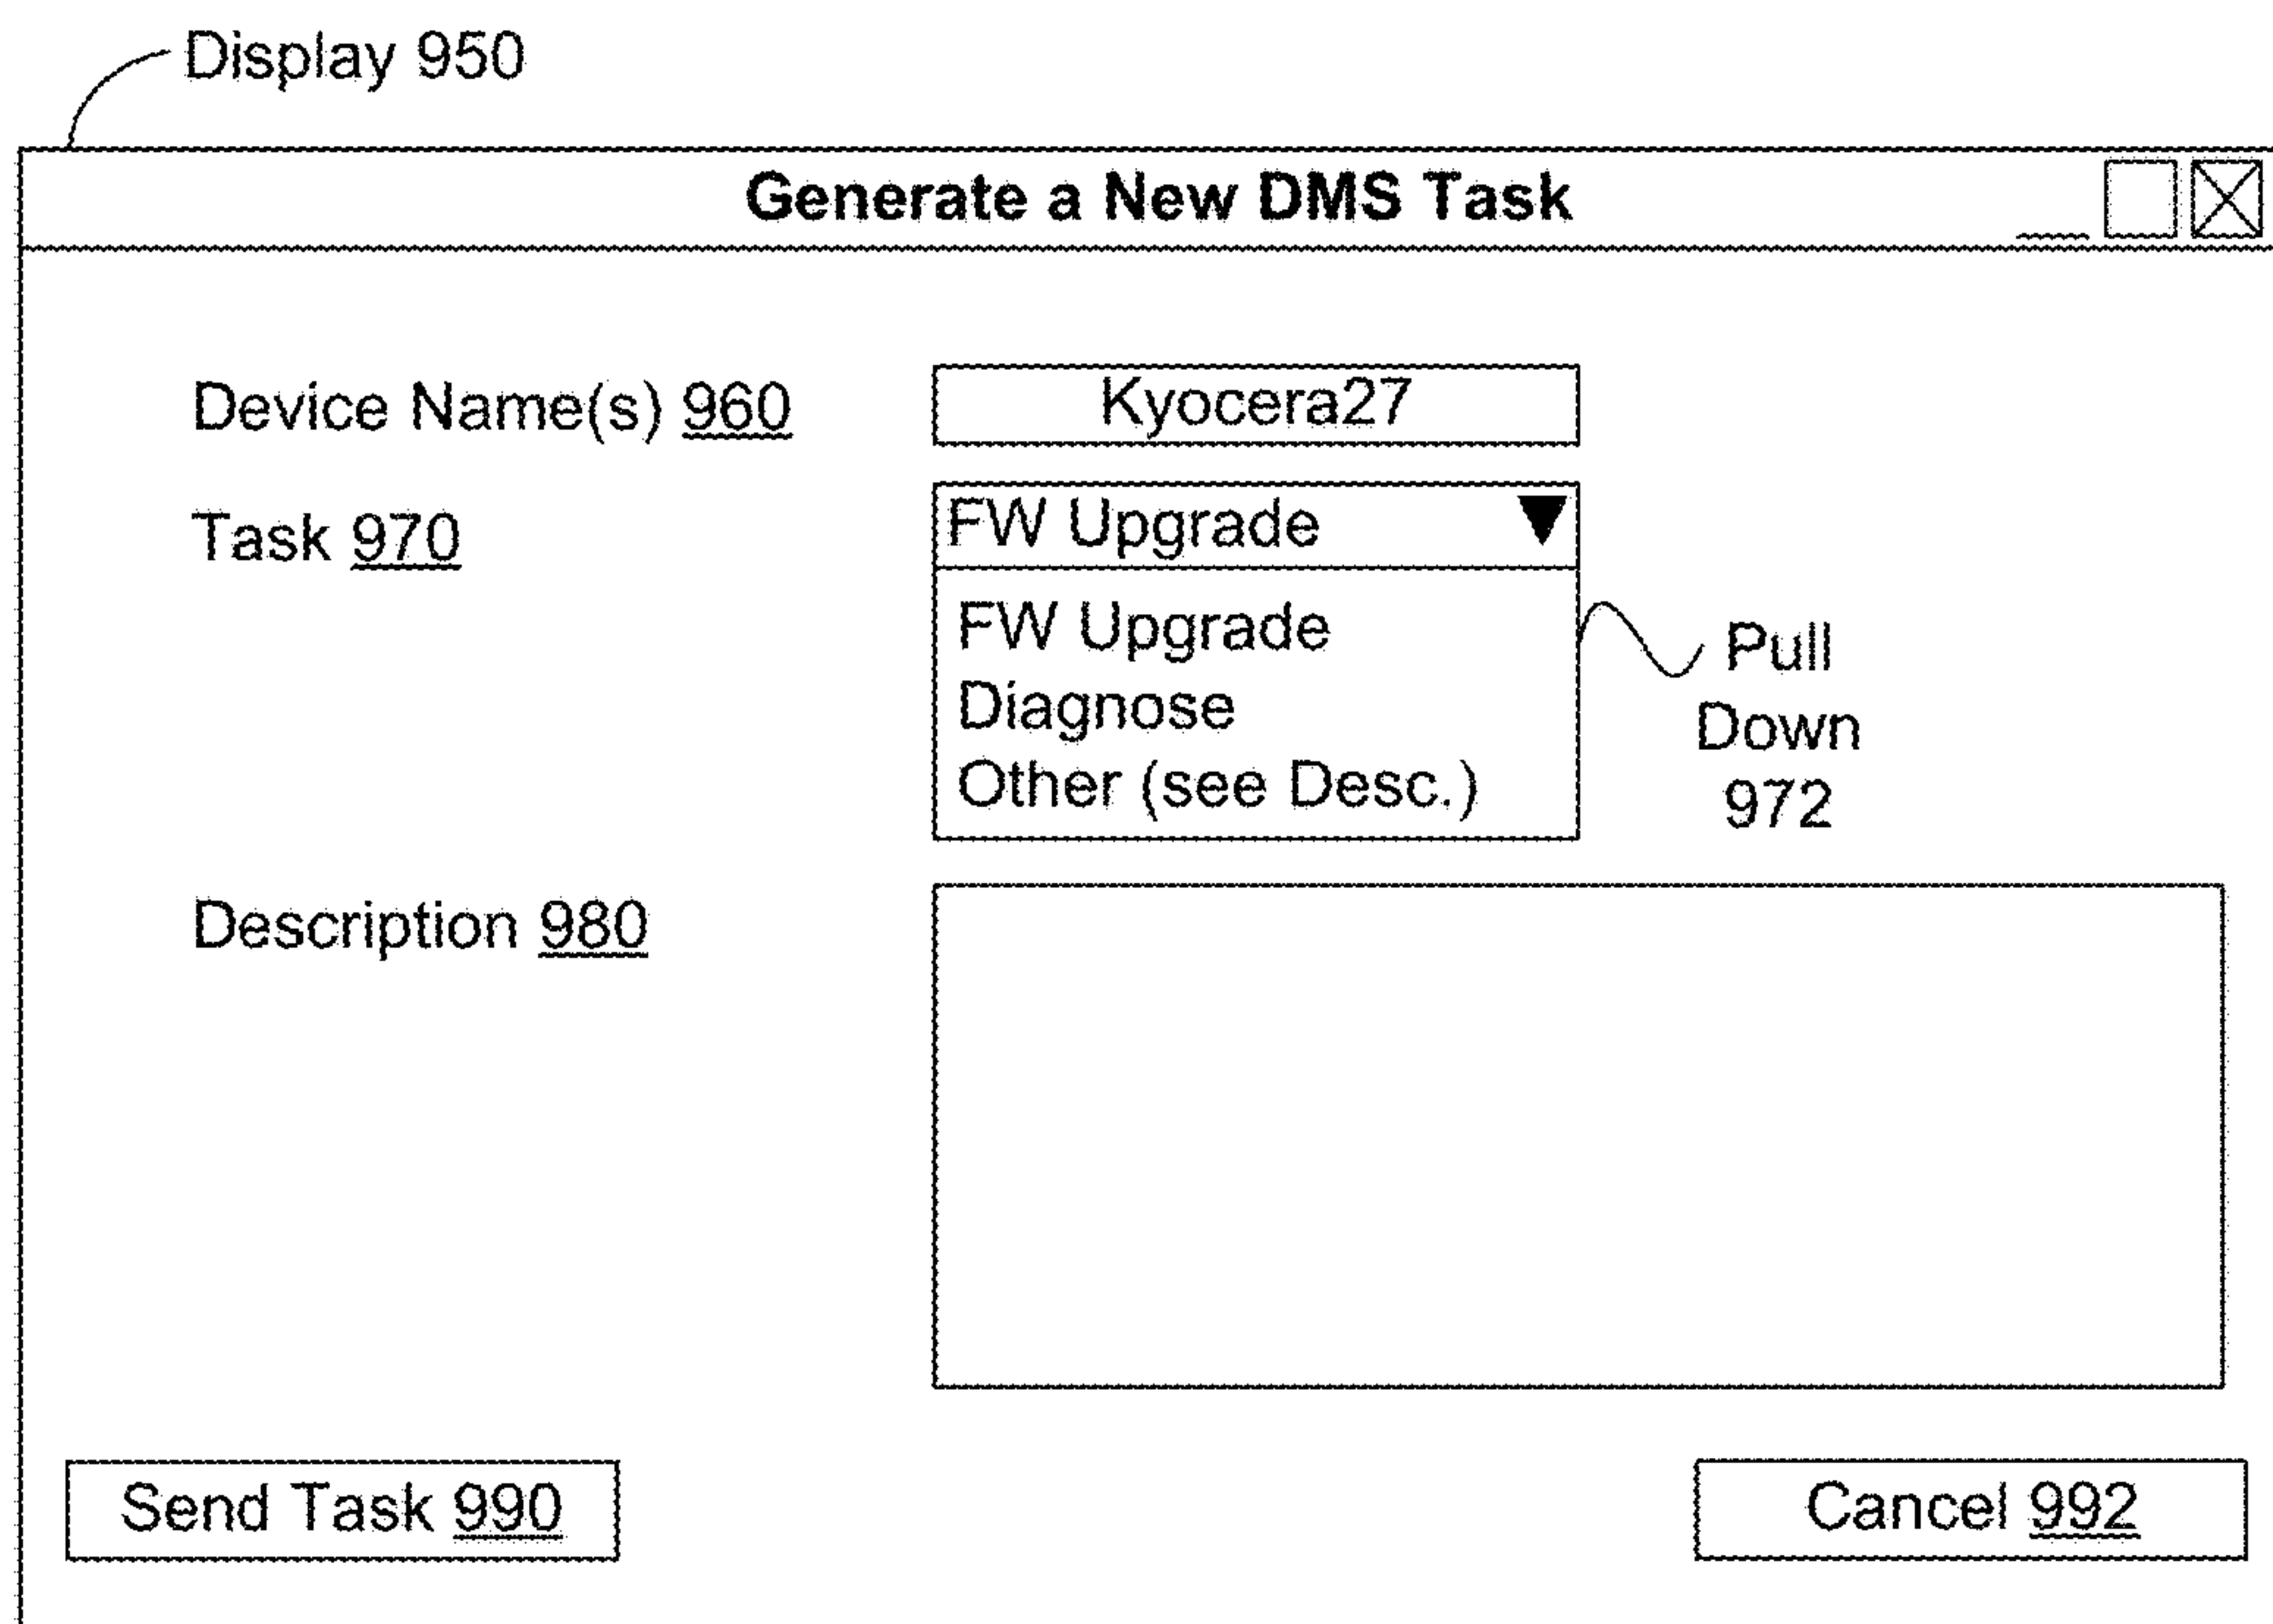 Display 950
Generate a New DMS Task
Device Name(s) 960
Kyocera27
Task 970
FW Upgrade
FW Upgrade
Diagnose
Other (see Desc.)
Pull
Down
972
Description 980
Send Task 990
Cancel 992